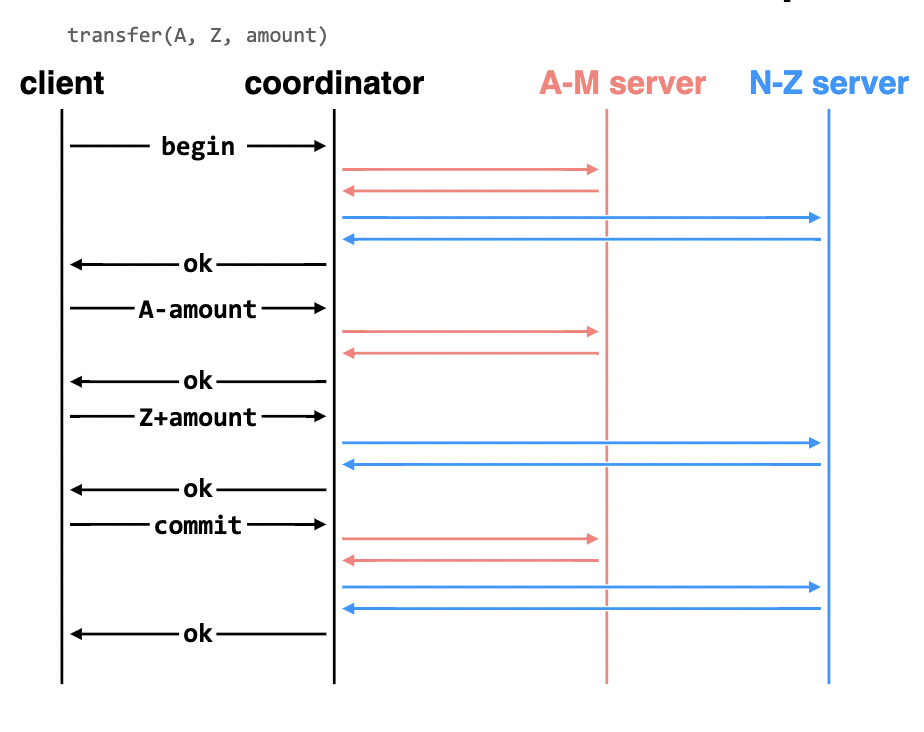 transfer(A, Z, amount)
client coordinator A-M server N-Z server
begin
ok
A-amount
ok
Z+amount
ok
commit
ok